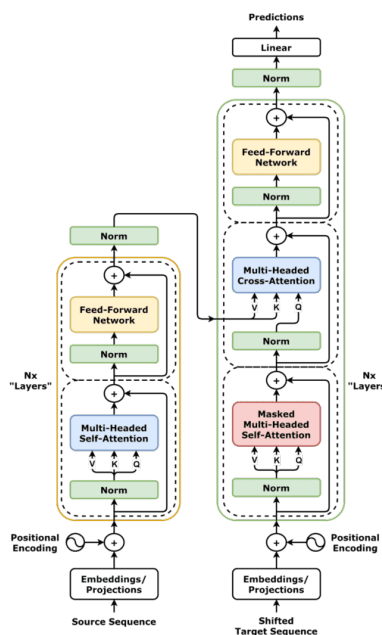 Predictions
Linear
Norm
+
Feed-Forward
Network
Norm
+
Multi-Headed
Cross-Attention
V K Q
Norm
+
Masked
Multi-Headed
Self-Attention
V K Q
Norm
Nx
"Layers"
+
Positional
Encoding
Embeddings/
Projections
Shifted
Target Sequence
Norm
+
Feed-Forward
Network
Norm
+
Multi-Headed
Self-Attention
V K Q
Norm
Nx
"Layers"
Positional
Encoding
+
Embeddings/
Projections
Source Sequence